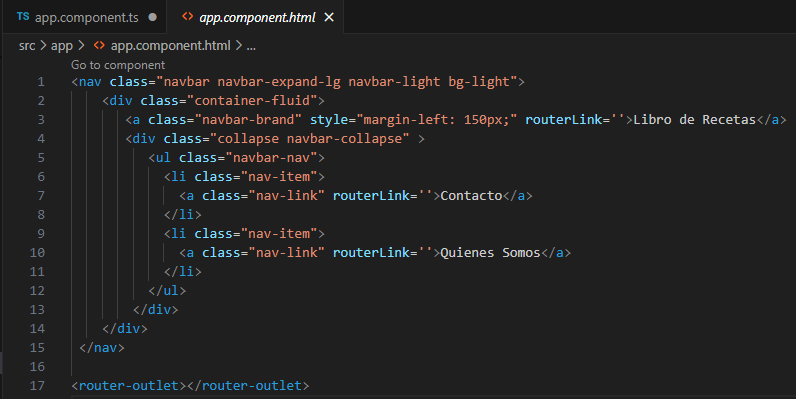 TS app.component.ts ● <> app.component.html ×
src > app > <> app.component.html > ...
Go to component
1 <nav class="navbar navbar-expand-lg navbar-light bg-light">
2 <div class="container-fluid">
3 <a class="navbar-brand" style="margin-left: 150px;" routerLink=''>Libro de Recetas</a>
4 <div class="collapse navbar-collapse" >
5 <ul class="navbar-nav">
6 <li class="nav-item">
7 <a class="nav-link" routerLink=''>Contacto</a>
8 </li>
9 <li class="nav-item">
10 <a class="nav-link" routerLink=''>Quienes Somos</a>
11 </li>
12 </ul>
13 </div>
14 </div>
15 </nav>
16
17 <router-outlet></router-outlet>